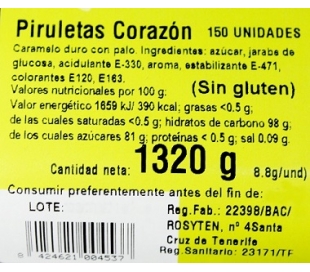 Piruletas Corazón 150 UNIDADES
Caramelo duro con palo. Ingredientes: azúcar, jarabe de
glucosa, acidulante E-330, aroma, estabilizante E-471,
colorantes E120, E163.
Valores nutricionales por 100 g: (Sin gluten)
Valor energético 1659 kJ/ 390 kcal; grasas <0.5 g;
de las cuales saturadas <0.5 g; hidratos de carbono 98 g;
de los cuales azúcares 81 g; proteínas < 0.5 g; sal 0.09 g.
Cantidad neta: 1320 g 8.8g/und)
Consumir preferentemente antes del fin de:
LOTE:
Reg.Fab.: 22398/BAC/
ROSYTEN, nº 4Santa
Cruz de Tenerife
Reg.Sanitario: 23171/TF
8 424621 004537